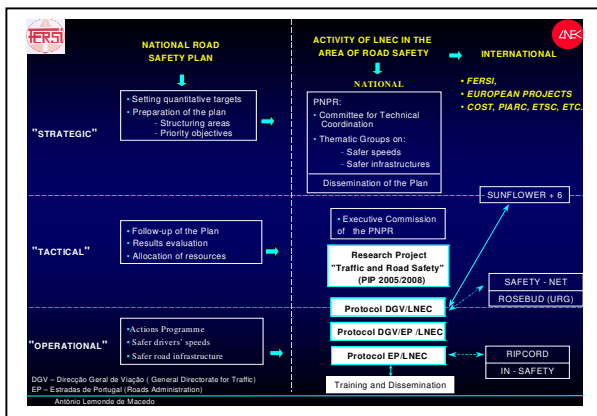 FERSI
LNEC
NATIONAL ROAD
SAFETY PLAN
ACTIVITY OF LNEC IN THE
AREA OF ROAD SAFETY
INTERNATIONAL
NATIONAL
• FERSI,
• EUROPEAN PROJECTS
• COST, PIARC, ETSC, ETC.
"STRATEGIC"
• Setting quantitative targets
• Preparation of the plan
- Structuring areas
- Priority objectives
PNPR:
• Committee for Technical
Coordination
• Thematic Groups on:
- Safer speeds
- Safer infrastructures
Dissemination of the Plan
SUNFLOWER + 6
"TACTICAL"
• Follow-up of the Plan
• Results evaluation
• Allocation of resources
• Executive Commission
of the PNPR
Research Project
"Traffic and Road Safety"
(PIP 2005/2008)
Protocol DGV/LNEC
SAFETY - NET
ROSEBUD (URG)
"OPERATIONAL"
•Actions Programme
• Safer drivers' speeds
• Safer road infrastructure
Protocol DGV/EP /LNEC
Protocol EP/LNEC
RIPCORD
IN - SAFETY
Training and Dissemination
DGV – Direcção Geral de Viação ( General Directorate for Traffic)
EP – Estradas de Portugal (Roads Administration)
António Lemonde de Macedo